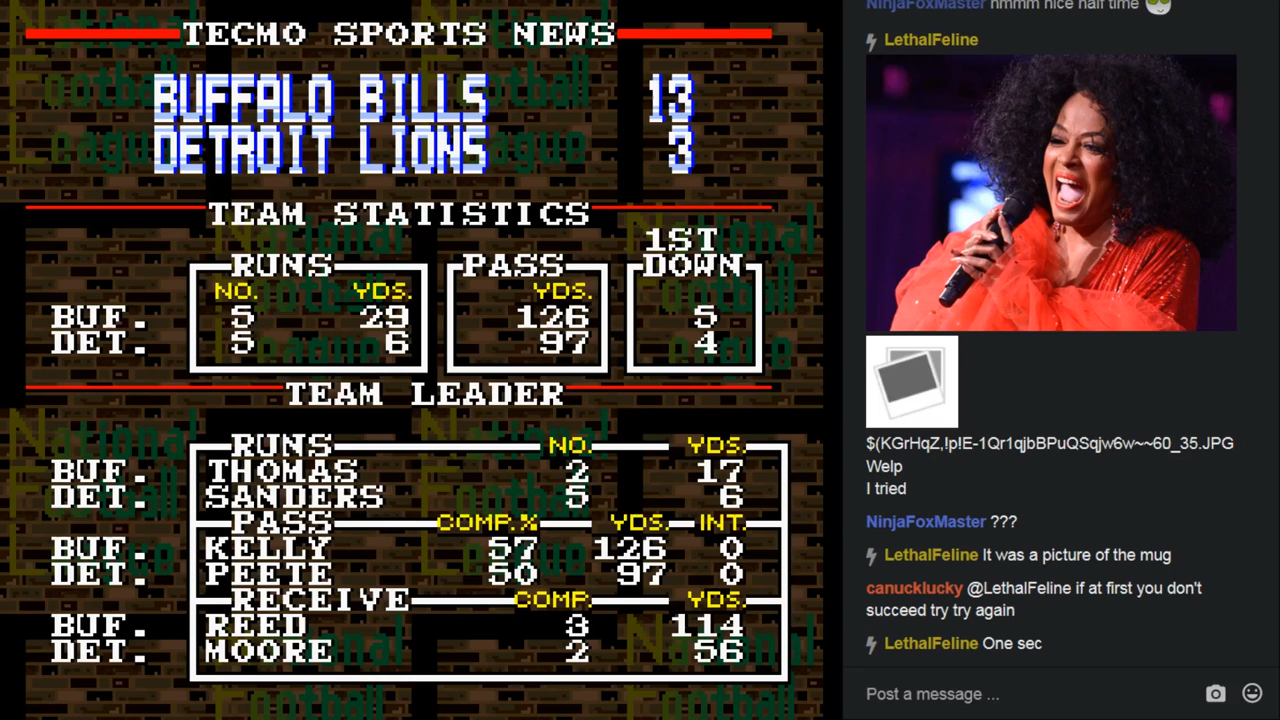 TECMO SPORTS NEWS
BUFFALO BILLS 13
DETROIT LIONS 3
TEAM STATISTICS
RUNS PASS 1ST DOWN
NO. YDS. YDS.
BUF. 5 29 126 5
DET. 5 6 97 4
TEAM LEADER
RUNS NO. YDS.
BUF. THOMAS 2 17
DET. SANDERS 5 6
PASS COMP.% YDS. INT.
BUF. KELLY 57 126 0
DET. PEETE 50 97 0
RECEIVE COMP. YDS.
BUF. REED 3 114
DET. MOORE 2 56
NinjaFoxMaster hmmm nice half time
LethalFeline
$(KGrHqZ,!p!E-1Qr1qjbBPuQSqjw6w~~60_35.JPG
Welp
I tried
NinjaFoxMaster ???
LethalFeline It was a picture of the mug
canucklucky @LethalFeline if at first you don't
succeed try try again
LethalFeline One sec
Post a message ...